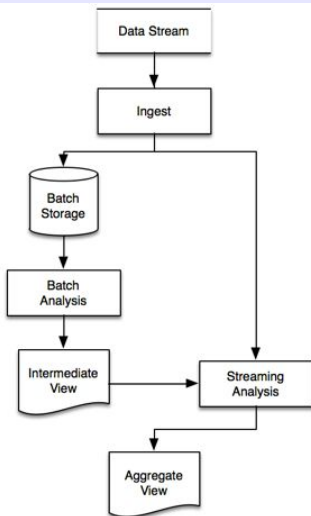 Data Stream
Ingest
Batch
Storage
Batch
Analysis
Intermediate
View
Streaming
Analysis
Aggregate
View